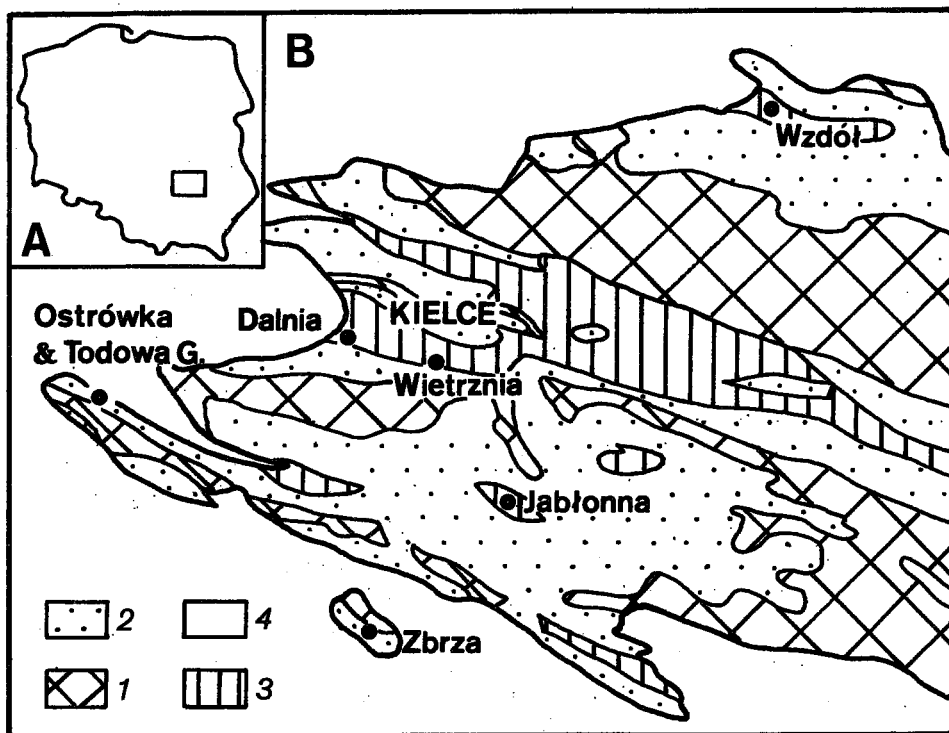 A
B
Wzdół
KIELCE
Dalnia
Ostrówka
& Todowa G.
Wietrznia
Jabłonna
Zbrza
2
4
1
3